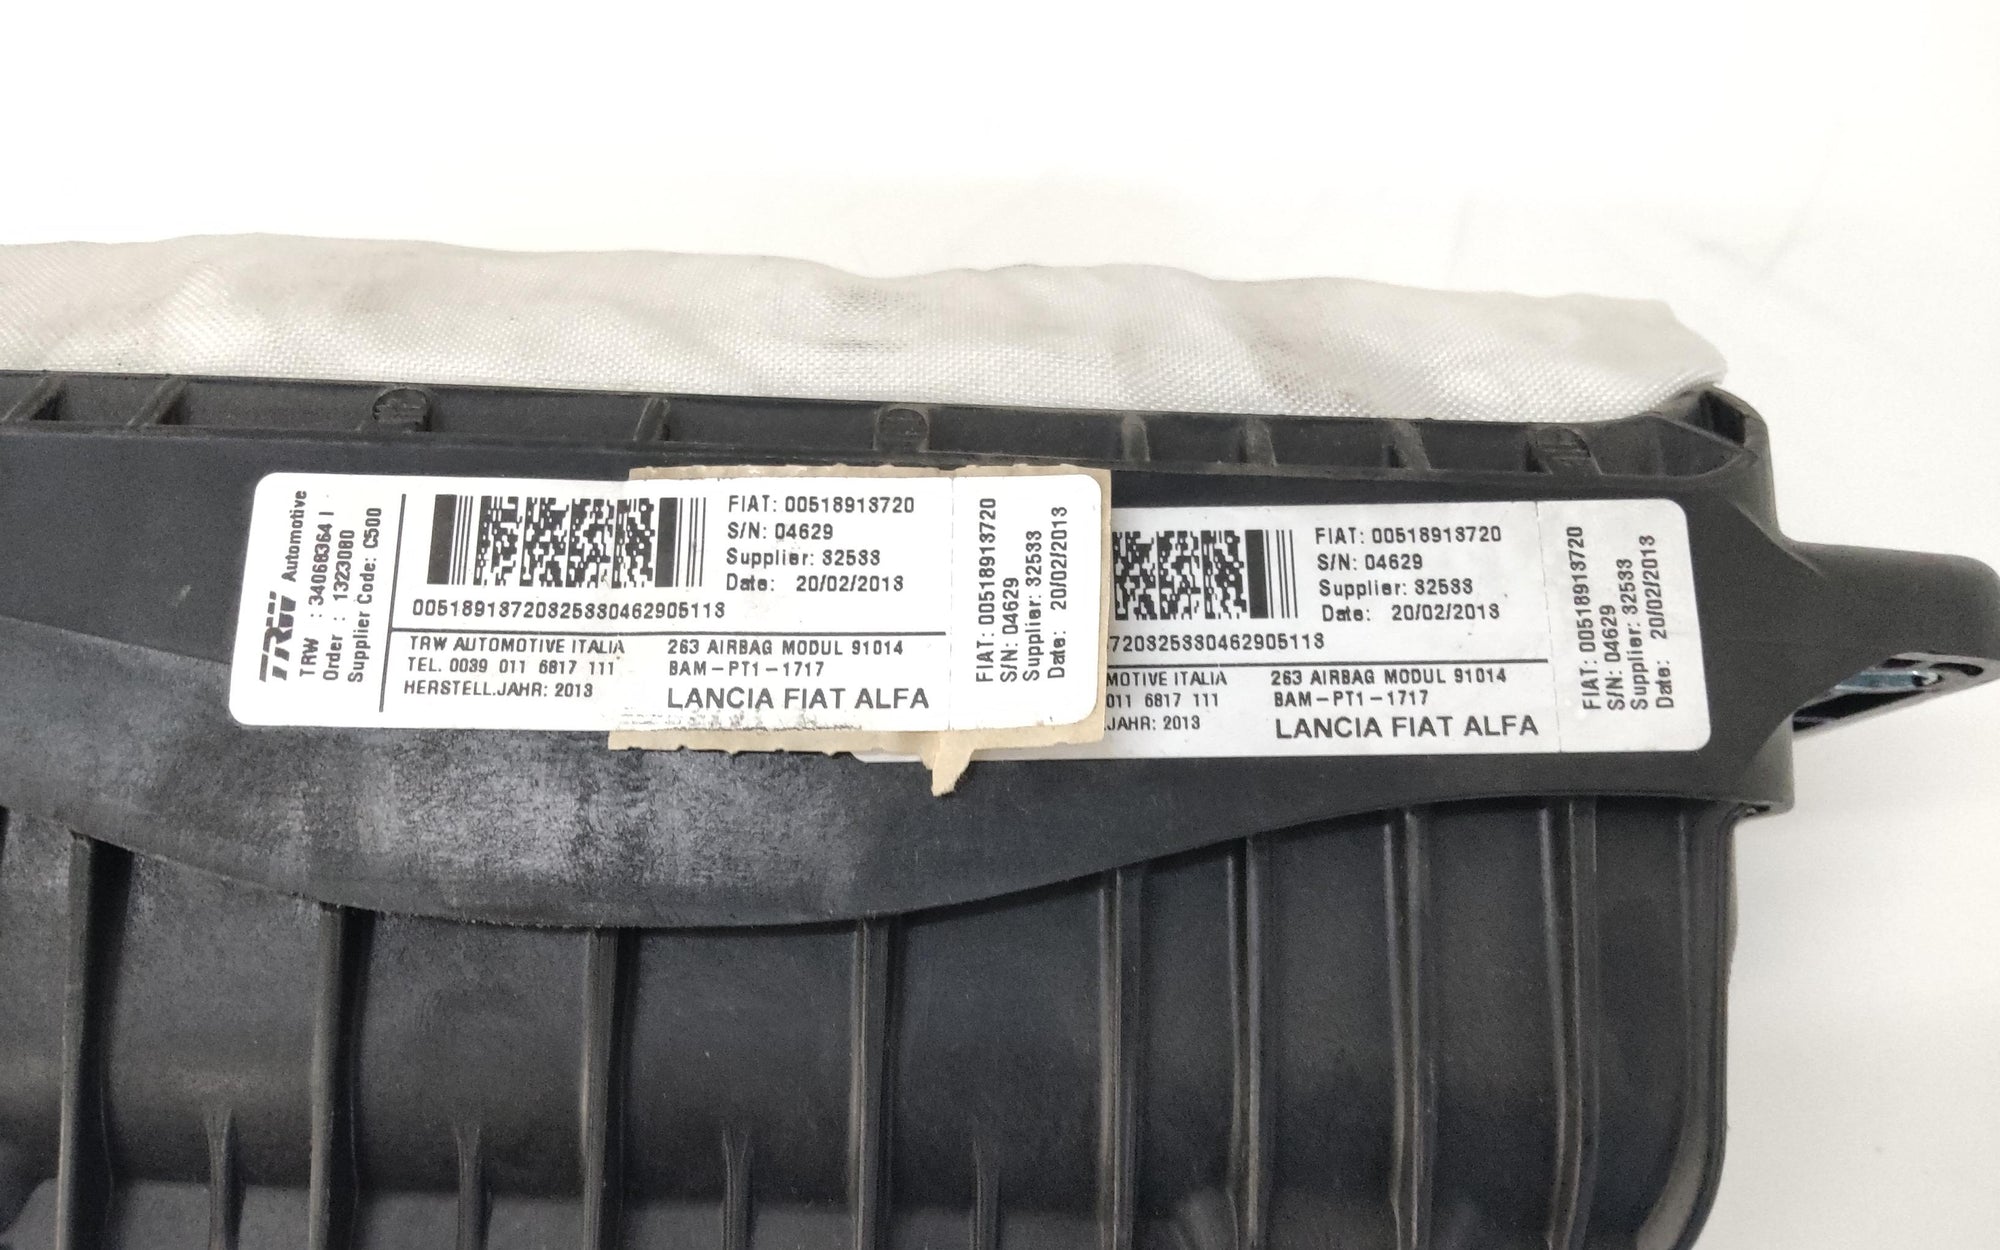 TRW Automotive
TRW : 34068364 I
Order : 1323080
Supplier Code: C500
FIAT: 00518913720
S/N: 04629
Supplier: 32533
Date: 20/02/2013
00518913720325330462905113
TRW AUTOMOTIVE ITALIA
TEL. 0039 011 6817 111
HERSTELL.JAHR: 2013
263 AIRBAG MODUL 91014
BAM-PT1-1717
LANCIA FIAT ALFA
FIAT: 00518913720
S/N: 04629
Supplier: 32533
Date: 20/02/2013
FIAT: 00518913720
S/N: 04629
Supplier: 32533
Date: 20/02/2013
720325330462905113
MOTIVE ITALIA
011 6817 111
JAHR: 2013
263 AIRBAG MODUL 91014
BAM-PT1-1717
LANCIA FIAT ALFA
FIAT: 00518913720
S/N: 04629
Supplier: 32533
Date: 20/02/2013